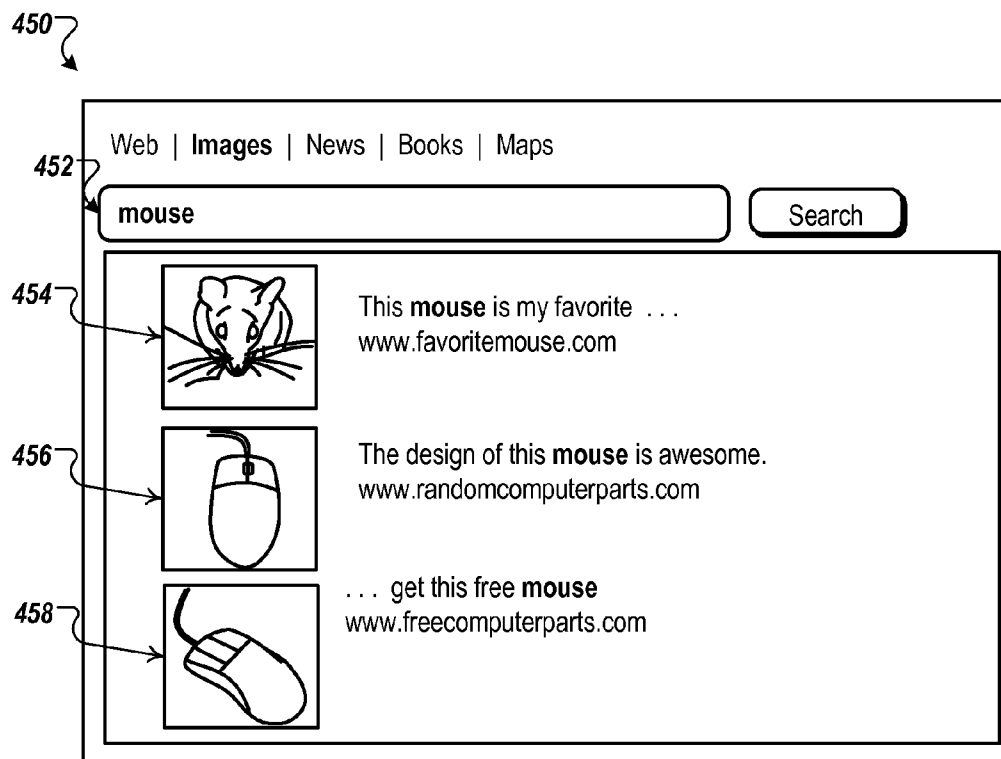 450
Web | Images | News | Books | Maps
452
mouse
Search
454
This mouse is my favorite . . .
www.favoritemouse.com
456
The design of this mouse is awesome.
www.randomcomputerparts.com
. . . get this free mouse
458
www.freecomputerparts.com